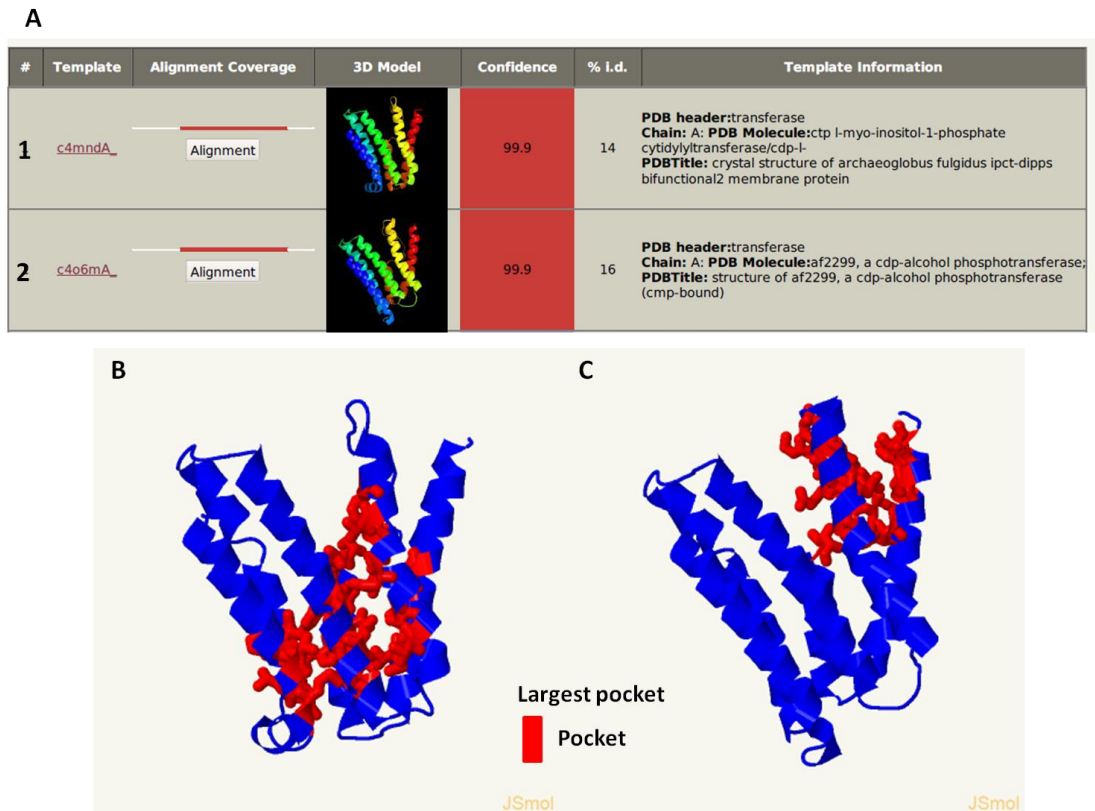 A
# Template Alignment Coverage 3D Model Confidence % i.d. Template Information
1 c4mndA_ Alignment 99.9 14
PDB header:transferase
Chain: A: PDB Molecule:ctp l-myo-inositol-1-phosphate
cytidylyltransferase/cdp-l-
PDBTitle: crystal structure of archaeoglobus fulgidus ipct-dipps
bifunctional2 membrane protein
2 c4o6mA_ Alignment 99.9 16
PDB header:transferase
Chain: A: PDB Molecule:af2299, a cdp-alcohol phosphotransferase;
PDBTitle: structure of af2299, a cdp-alcohol phosphotransferase
(cmp-bound)
B C
Largest pocket
Pocket
JSmol JSmol